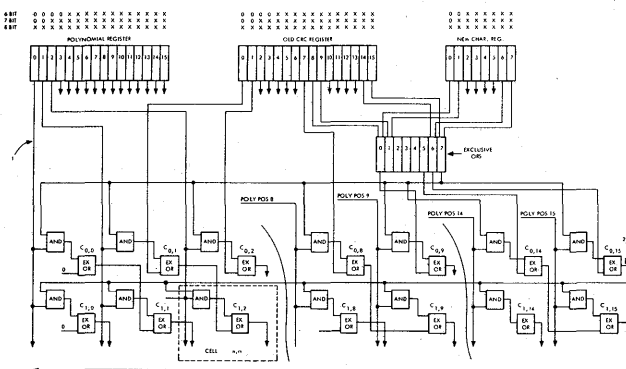 6 BIT 0 0 0 0 X X X X X X X X X X X X 0 0 0 0 X X X X X X X X X X X X 0 0 X X X X X X
7 BIT 0 0 X X X X X X X X X X X X X X 0 X X X X X X X
8 BIT X X X X X X X X X X X X X X X X X X X X X X X X X X X X X X X X X X X X X X X X
POLYNOMIAL REGISTER OLD CRC REGISTER NEW CHAR. REG.
0 1 2 3 4 5 6 7 8 9 10 11 12 13 14 15 0 1 2 3 4 5 6 7 8 9 10 11 12 13 14 15 0 1 2 3 4 5 6 7
0 1 2 3 4 5 6 7 EXCLUSIVE
ORS
1
POLY POS 8 POLY POS 9 POLY POS 14 POLY POS 15
AND C0,0 AND C0,1 AND C0,2 AND C0,8 AND C0,9 AND C0,14 AND C0,15 2
0 EX OR EX OR EX OR EX OR EX OR EX OR EX OR
AND C1,0 AND C1,1 AND C1,2 AND C1,8 AND C1,9 AND C1,14 AND C1,15
0 EX OR EX OR EX OR EX OR EX OR EX OR EX OR
CELL n,m